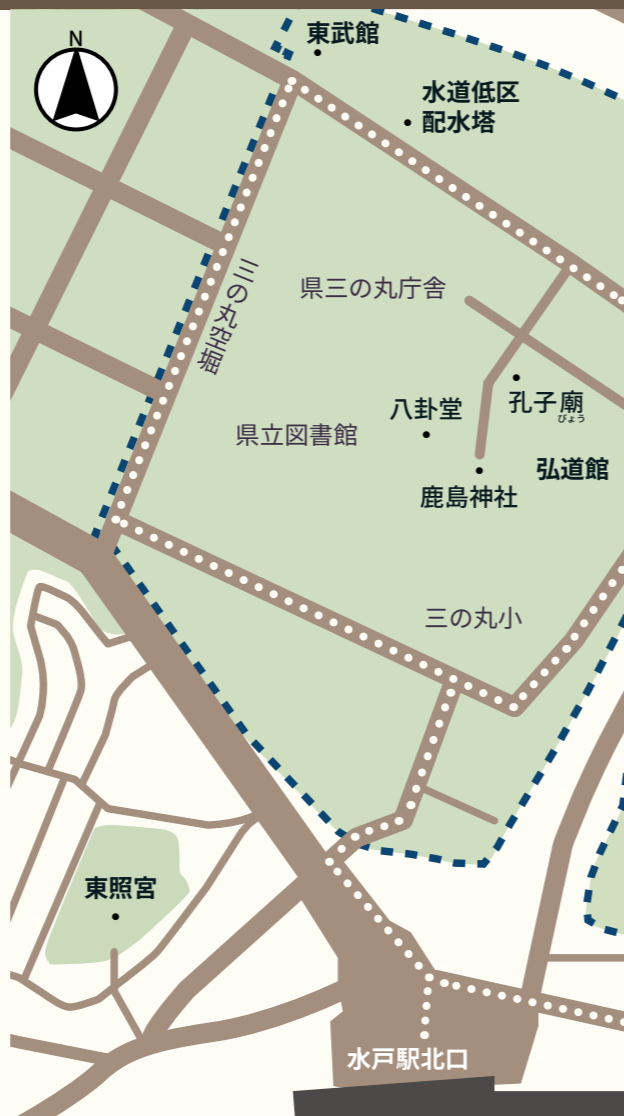 N
東武館
水道低区
配水塔
三の丸空堀
県三の丸庁舎
八卦堂
孔子廟
びょう
県立図書館
弘道館
鹿島神社
三の丸小
東照宮
水戸駅北口